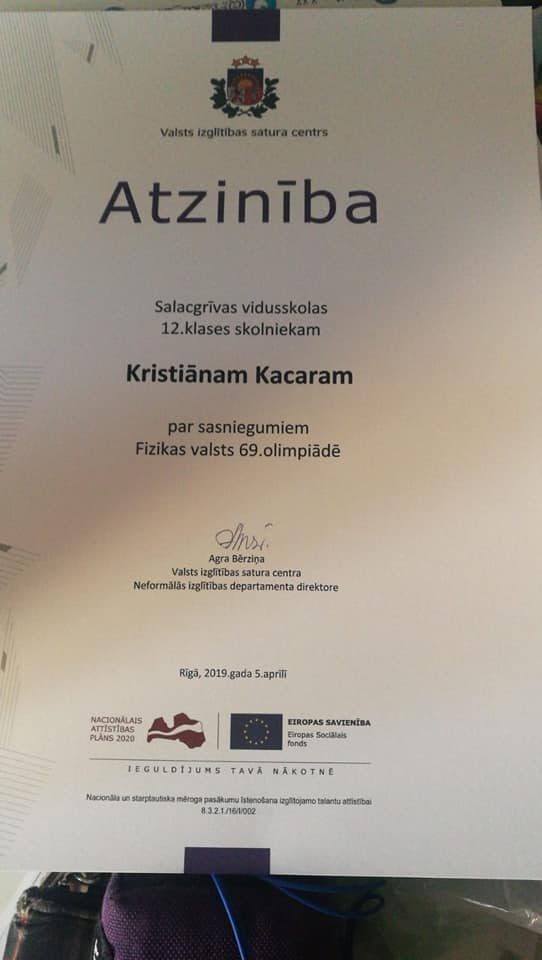 Valsts izglītības satura centrs
Atzinība
Salacgrīvas vidusskolas
12.klases skolniekam
Kristiānam Kacaram
par sasniegumiem
Fizikas valsts 69.olimpiādē
Agra Bērziņa
Valsts izglītības satura centra
Neformālās izglītības departamenta direktore
Rīgā, 2019.gada 5.aprīlī
NACIONĀLAIS
ATTĪSTĪBAS
PLĀNS 2020
EIROPAS SAVIENĪBA
Eiropas Sociālais
fonds
IEGULDĪJUMS TAVĀ NĀKOTNĒ
Nacionāla un starptautiska mēroga pasākumu īstenošana izglītojamo talantu attīstībai
8.3.2.1./16/I/002